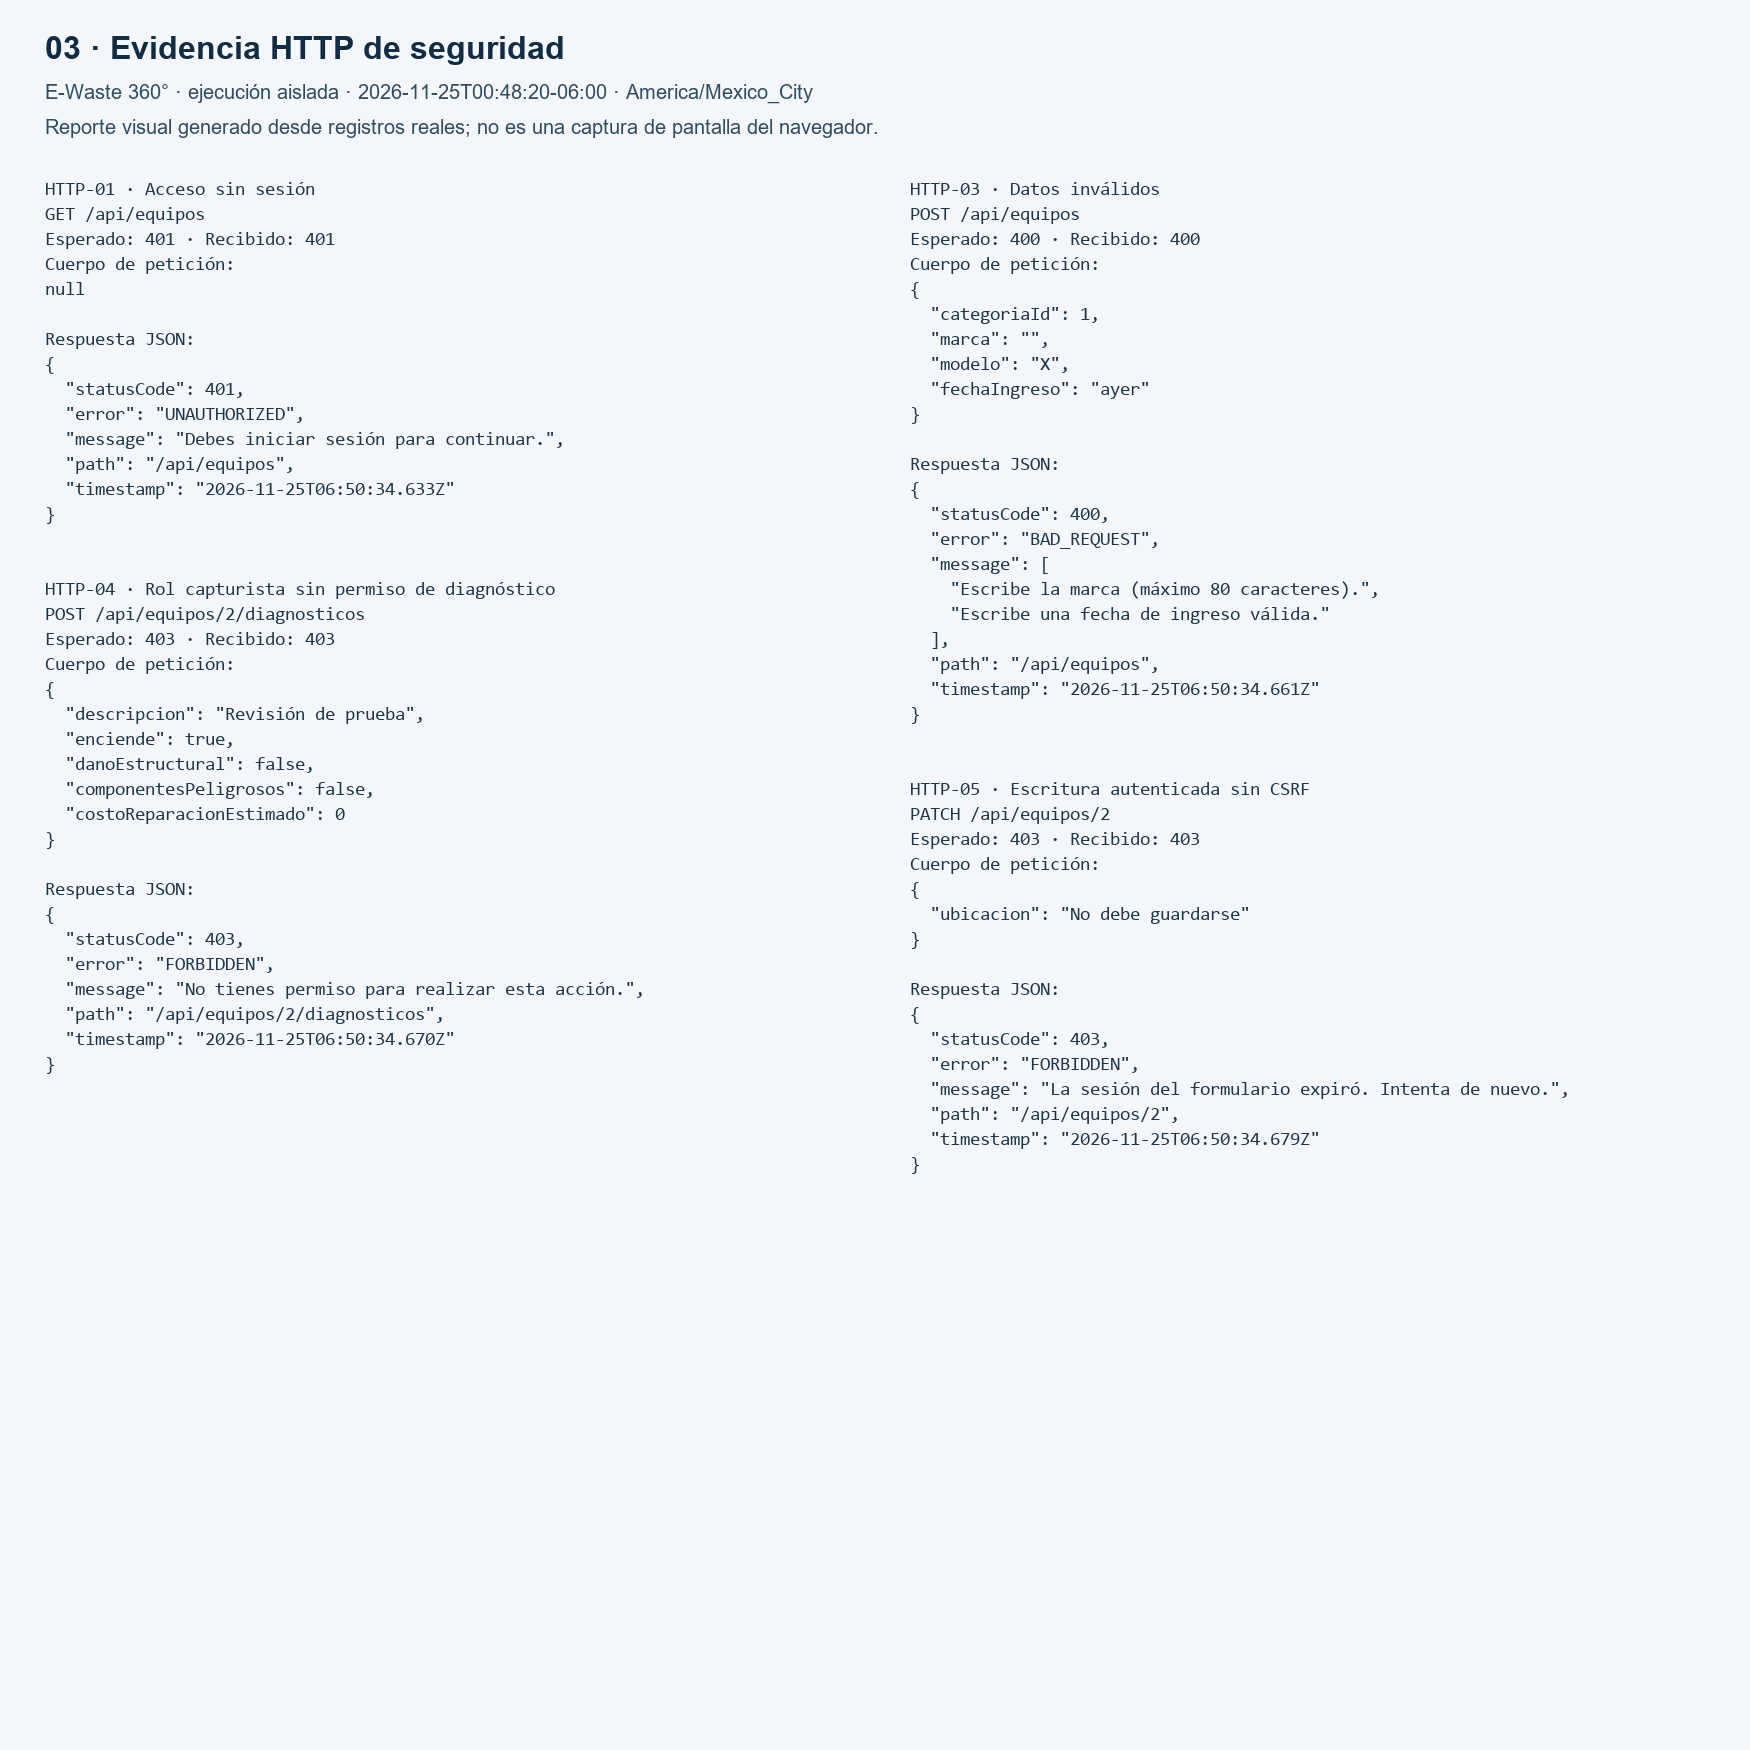 03 · Evidencia HTTP de seguridad
E-Waste 360° · ejecución aislada · 2026-11-25T00:48:20-06:00 · America/Mexico_City
Reporte visual generado desde registros reales; no es una captura de pantalla del navegador.
HTTP-01 · Acceso sin sesión
GET /api/equipos
Esperado: 401 · Recibido: 401
Cuerpo de petición:
null
Respuesta JSON:
{
  "statusCode": 401,
  "error": "UNAUTHORIZED",
  "message": "Debes iniciar sesión para continuar.",
  "path": "/api/equipos",
  "timestamp": "2026-11-25T06:50:34.633Z"
}
HTTP-04 · Rol capturista sin permiso de diagnóstico
POST /api/equipos/2/diagnosticos
Esperado: 403 · Recibido: 403
Cuerpo de petición:
{
  "descripcion": "Revisión de prueba",
  "enciende": true,
  "danoEstructural": false,
  "componentesPeligrosos": false,
  "costoReparacionEstimado": 0
}
Respuesta JSON:
{
  "statusCode": 403,
  "error": "FORBIDDEN",
  "message": "No tienes permiso para realizar esta acción.",
  "path": "/api/equipos/2/diagnosticos",
  "timestamp": "2026-11-25T06:50:34.670Z"
}
HTTP-03 · Datos inválidos
POST /api/equipos
Esperado: 400 · Recibido: 400
Cuerpo de petición:
{
  "categoriaId": 1,
  "marca": "",
  "modelo": "X",
  "fechaIngreso": "ayer"
}
Respuesta JSON:
{
  "statusCode": 400,
  "error": "BAD_REQUEST",
  "message": [
    "Escribe la marca (máximo 80 caracteres).",
    "Escribe una fecha de ingreso válida."
  ],
  "path": "/api/equipos",
  "timestamp": "2026-11-25T06:50:34.661Z"
}
HTTP-05 · Escritura autenticada sin CSRF
PATCH /api/equipos/2
Esperado: 403 · Recibido: 403
Cuerpo de petición:
{
  "ubicacion": "No debe guardarse"
}
Respuesta JSON:
{
  "statusCode": 403,
  "error": "FORBIDDEN",
  "message": "La sesión del formulario expiró. Intenta de nuevo.",
  "path": "/api/equipos/2",
  "timestamp": "2026-11-25T06:50:34.679Z"
}